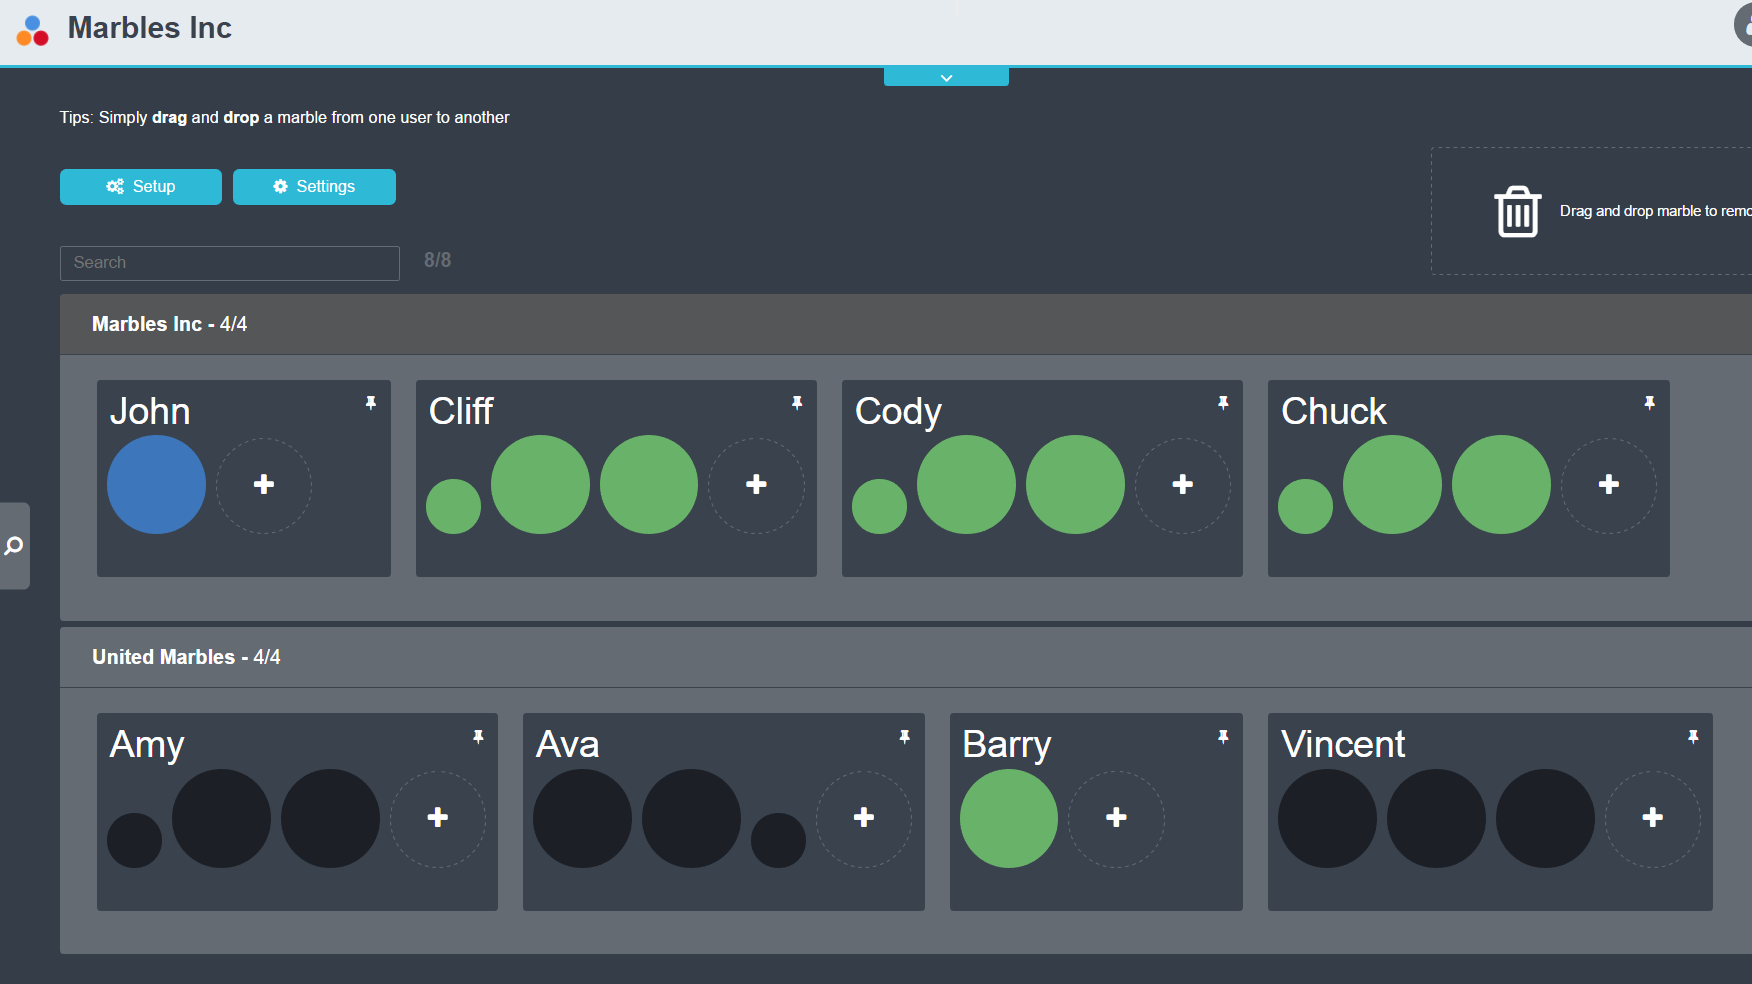 Marbles Inc
Tips: Simply drag and drop a marble from one user to another
Setup
Settings
Drag and drop marble to remo
Search
8/8
Marbles Inc - 4/4
John
Cliff
Cody
Chuck
United Marbles - 4/4
Amy
Ava
Barry
Vincent